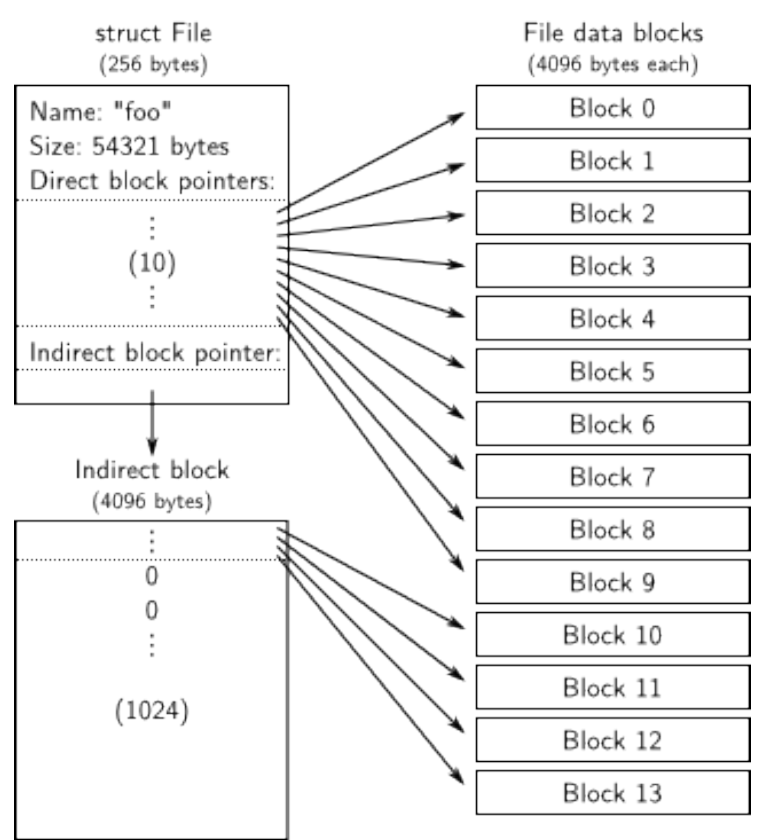 struct File
(256 bytes)
Name: "foo"
Size: 54321 bytes
Direct block pointers:
⋮
(10)
⋮
Indirect block pointer:
Indirect block
(4096 bytes)
⋮
0
0
⋮
(1024)
File data blocks
(4096 bytes each)
Block 0
Block 1
Block 2
Block 3
Block 4
Block 5
Block 6
Block 7
Block 8
Block 9
Block 10
Block 11
Block 12
Block 13